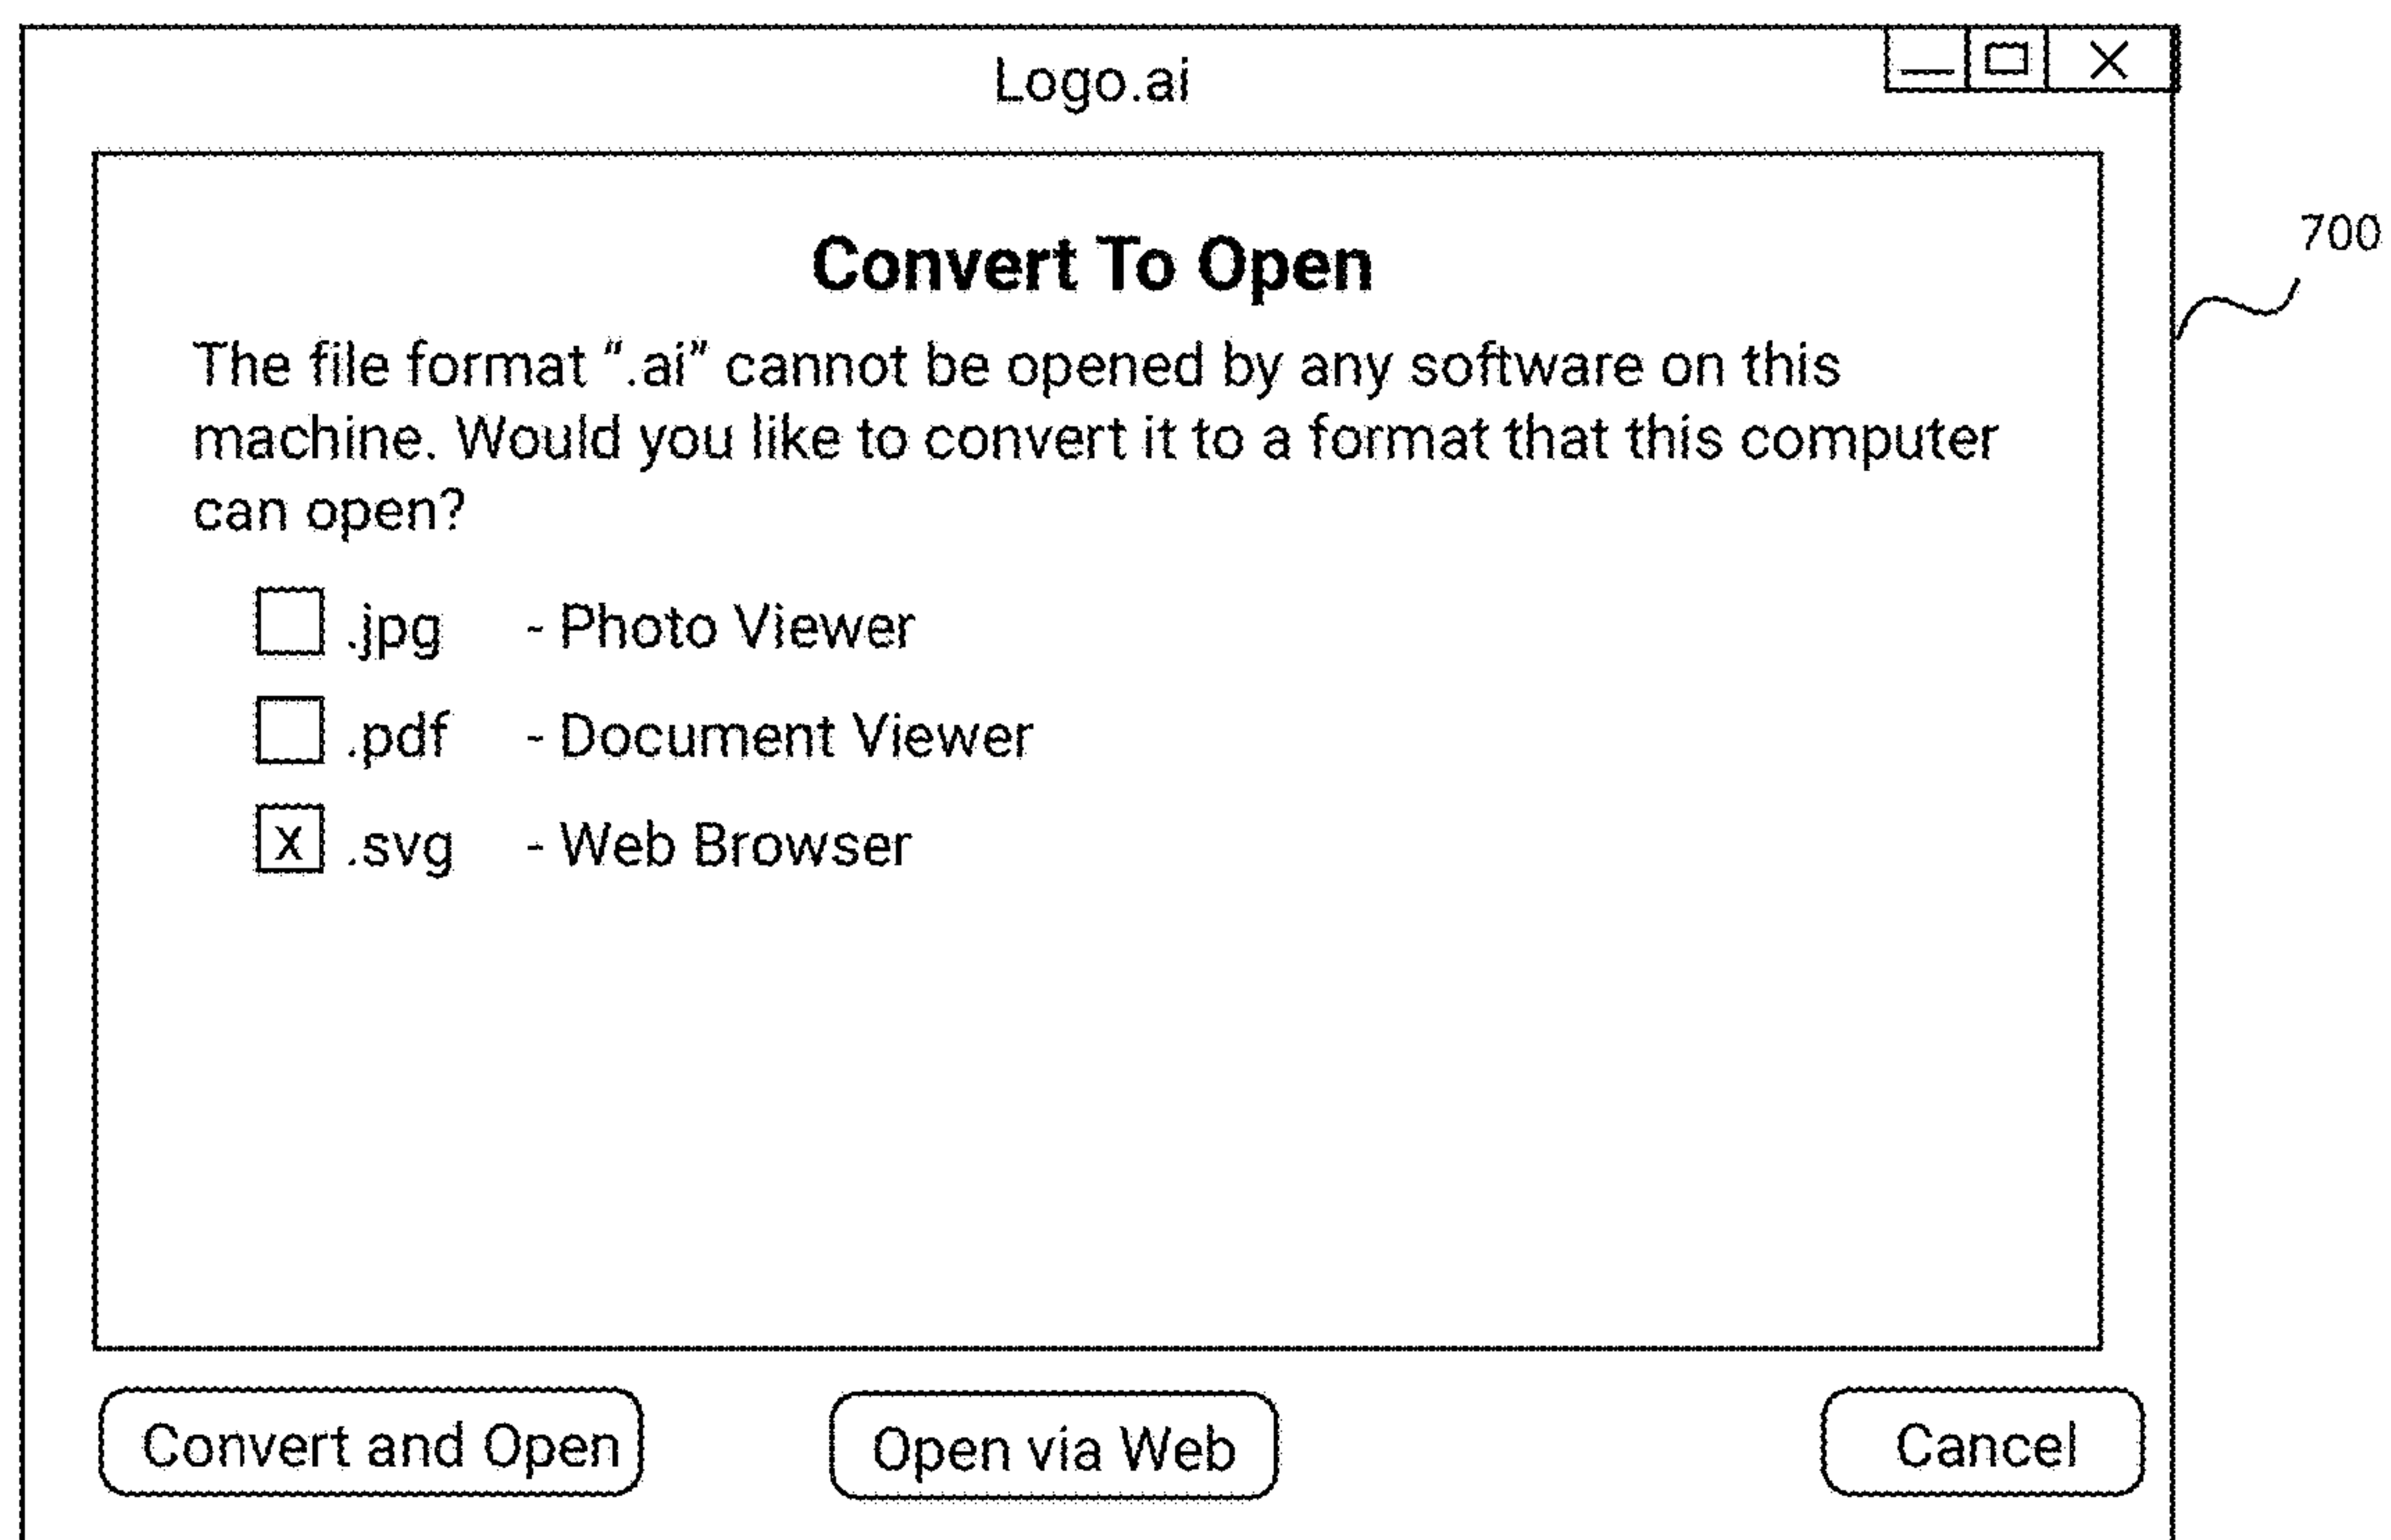 Logo.ai
700
Convert To Open
The file format “.ai” cannot be opened by any software on this
machine. Would you like to convert it to a format that this computer
can open?
.jpg - Photo Viewer
.pdf - Document Viewer
x .svg - Web Browser
Convert and Open
Open via Web
Cancel